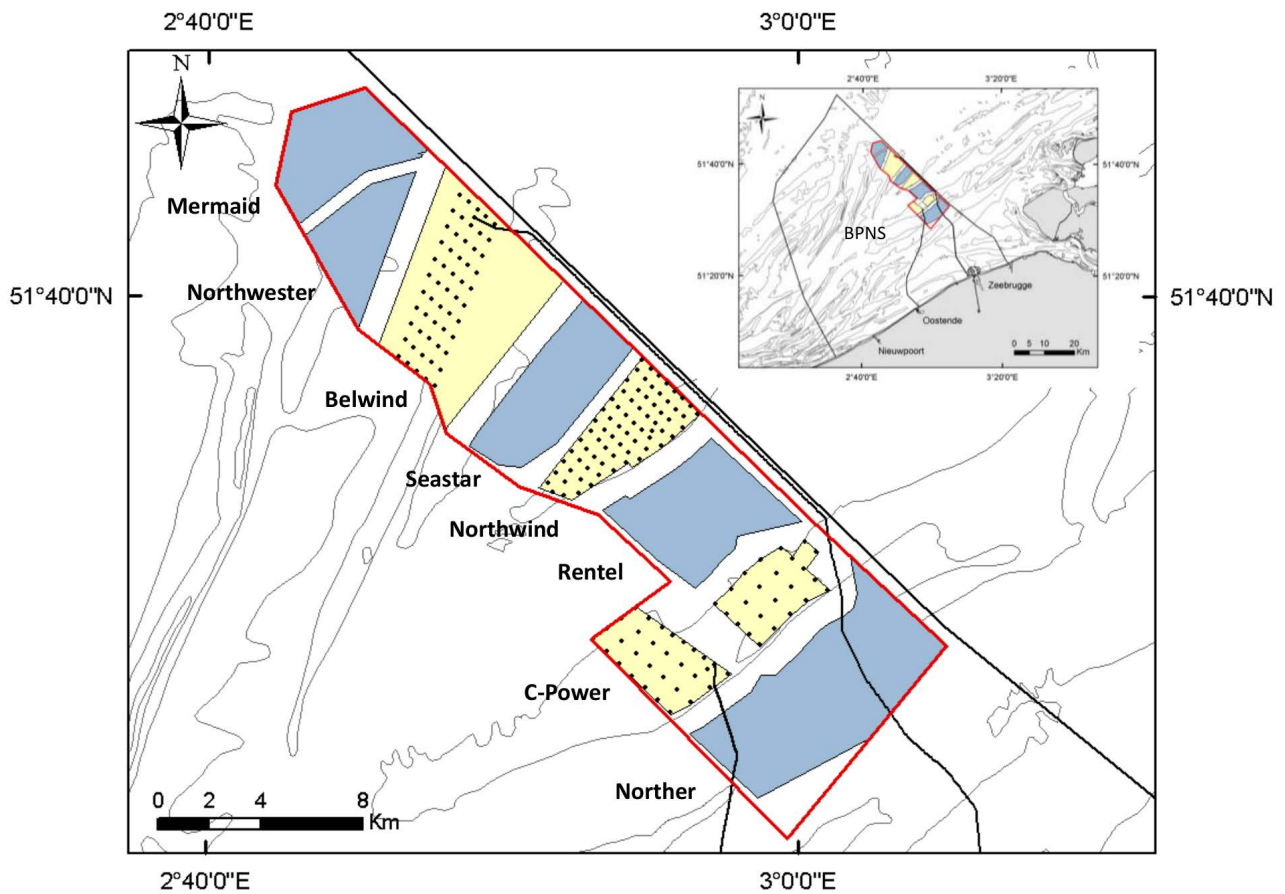 2°40'0"E
3°0'0"E
N
2°40'0"E
3°20'0"E
N
51°40'0"N
51°40'0"N
BPNS
51°20'0"N
51°20'0"N
Zeebrugge
Oostende
Nieuwpoort
0 5 10 20
Km
2°40'0"E
3°0'0"E
Mermaid
Northwester
51°40'0"N
51°40'0"N
Belwind
Seastar
Northwind
Rentel
C-Power
Norther
0 2 4 8
Km
2°40'0"E
3°0'0"E